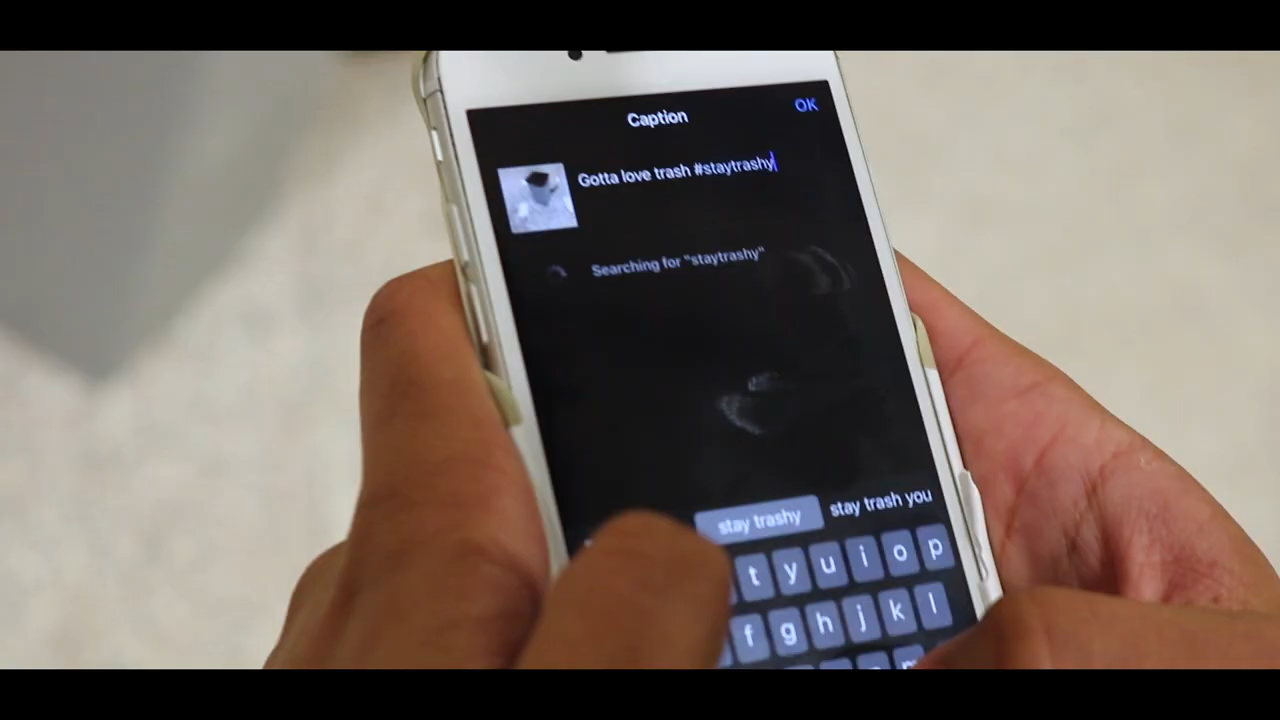 Caption
OK
Gotta love trash #staytrashy
Searching for "staytrashy"
stay trashy
stay trash you
t y u i o p
f g h j k l